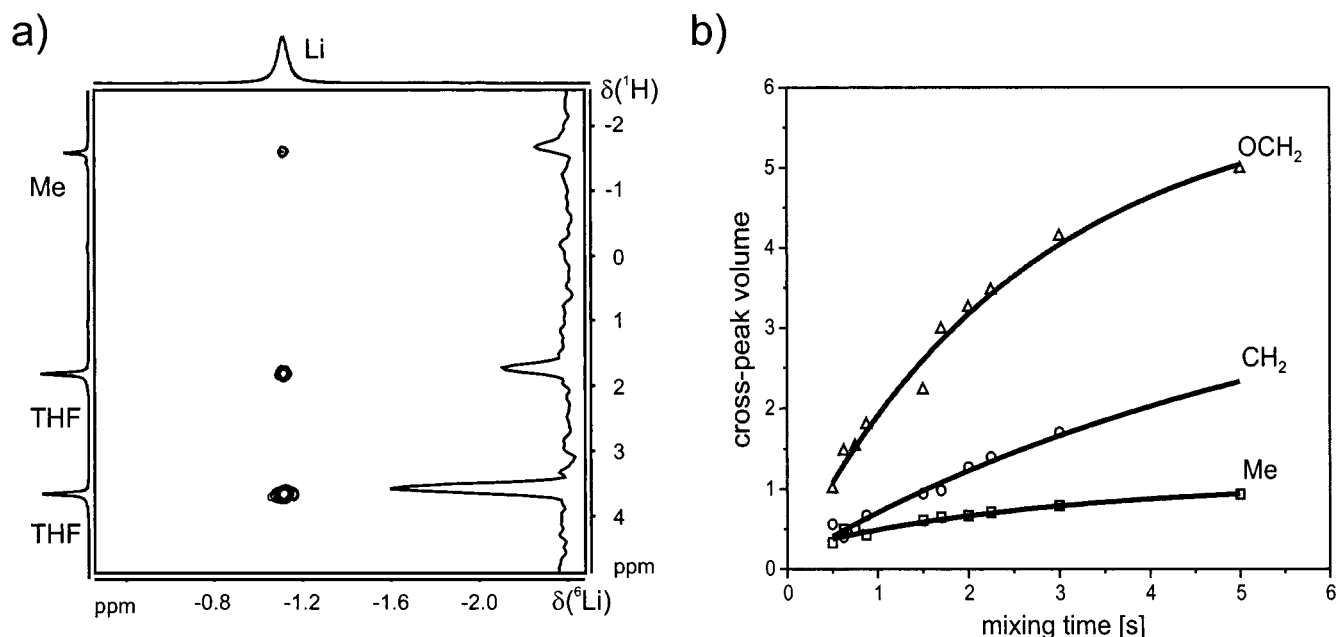 a)
Li
δ(¹H)
-2
Me
-1
0
1
2
THF
3
THF
4
ppm
ppm
-0.8
-1.2
-1.6
-2.0
δ(⁶Li)
b)
6
5
4
3
2
1
0
cross-peak volume
OCH₂
CH₂
Me
0
1
2
3
4
5
6
mixing time [s]